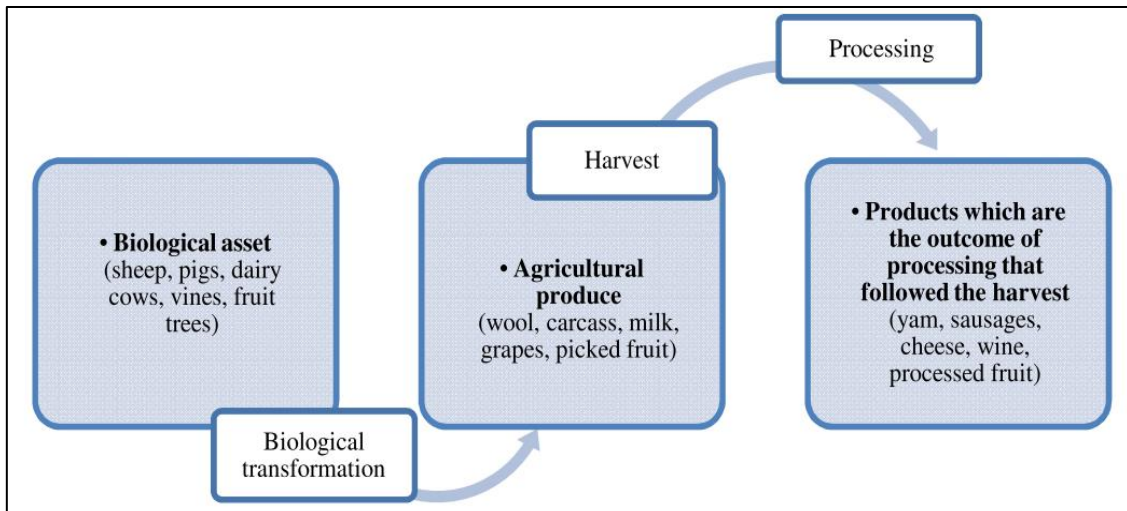 • Biological asset
(sheep, pigs, dairy
cows, vines, fruit
trees)
Biological
transformation
• Agricultural
produce
(wool, carcass, milk,
grapes, picked fruit)
Harvest
Processing
• Products which are
the outcome of
processing that
followed the harvest
(yam, sausages,
cheese, wine,
processed fruit)